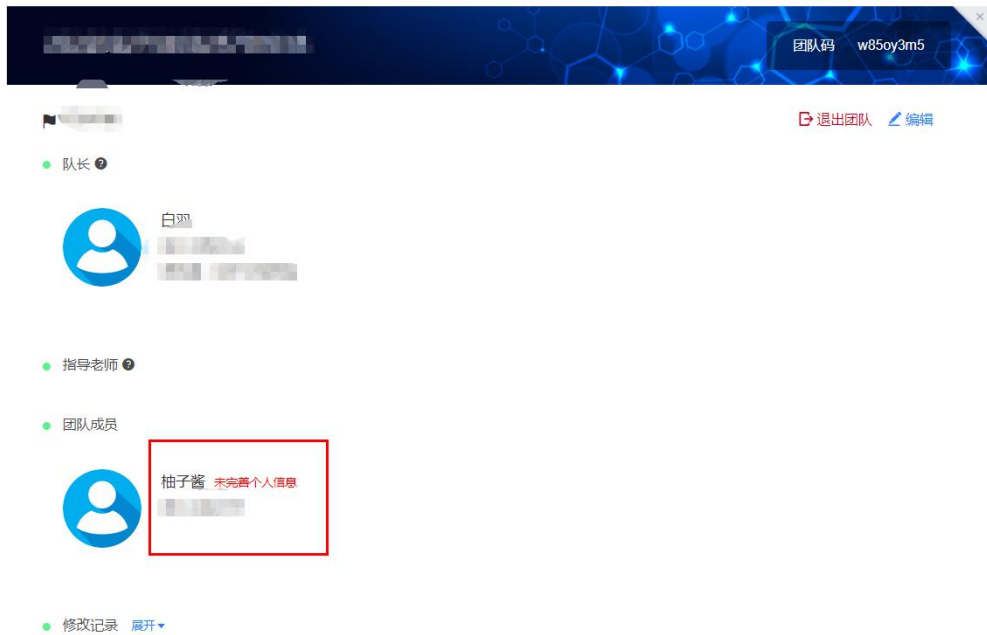 团队码 w85oy3m5
退出团队 编辑
队长
白羽
指导老师
团队成员
柚子酱 未完善个人信息
修改记录 展开